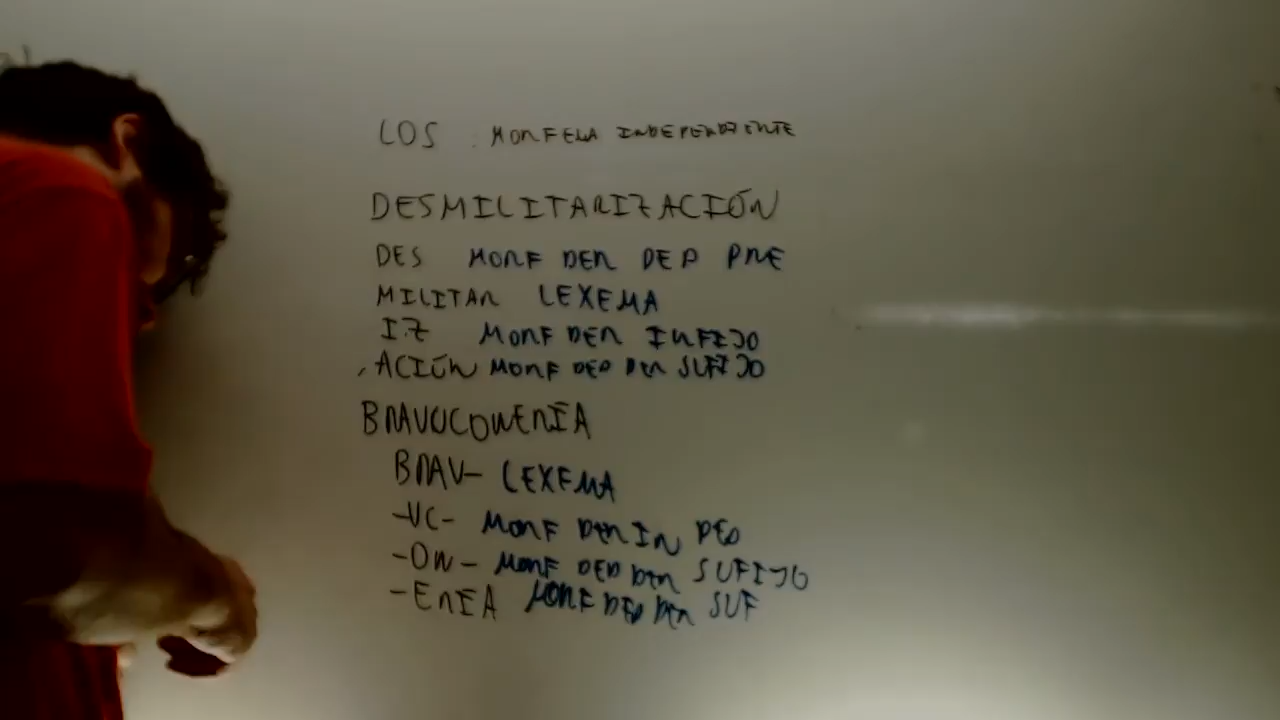 LOS : MORFEMA INDEPENDIENTE
DESMILITARIZACIÓN
DES MORF DER DEP PRE
MILITAR LEXEMA
IZ MORF DER INFIJO
ACIÓN MORF DEP DER SUFIJO
BRAVUCONERÍA
BRAV- LEXEMA
-UC- MORF DER IN DEP
-ON- MORF DEP DER SUFIJO
-ERÍA MORF DEP DER SUF